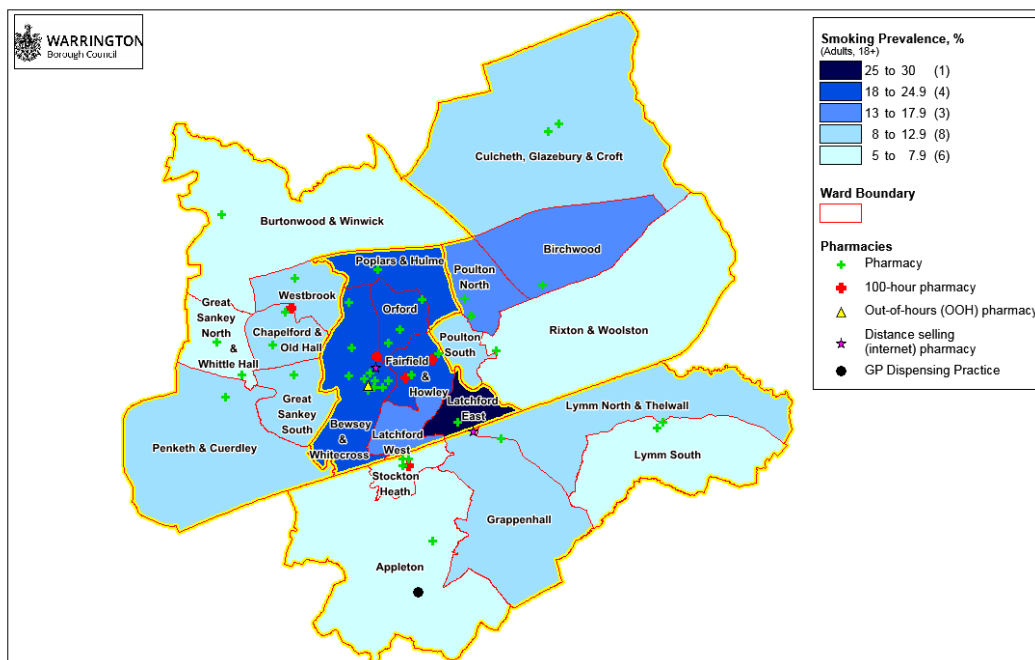 WARRINGTON
Borough Council
Culcheth, Glazebury & Croft
Burtonwood & Winwick
Birchwood
Poplars & Hulme
Poulton
North
Westbrook
Great
Sankey
North
&
Whittle Hall
Orford
Chapelford &
Old Hall
Rixton & Woolston
Poulton
South
Fairfield
&
Howley
Latchford
East
Lymm North & Thelwall
Great
Sankey
South
Penketh & Cuerdley
Bewsey
&
Whitecross
Latchford
West
Lymm South
Stockton
Heath
Grappenhall
Appleton
Smoking Prevalence, %
(Adults, 18+)
25 to 30 (1)
18 to 24.9 (4)
13 to 17.9 (3)
8 to 12.9 (8)
5 to 7.9 (6)
Ward Boundary
Pharmacies
Pharmacy
100-hour pharmacy
Out-of-hours (OOH) pharmacy
Distance selling
(internet) pharmacy
GP Dispensing Practice